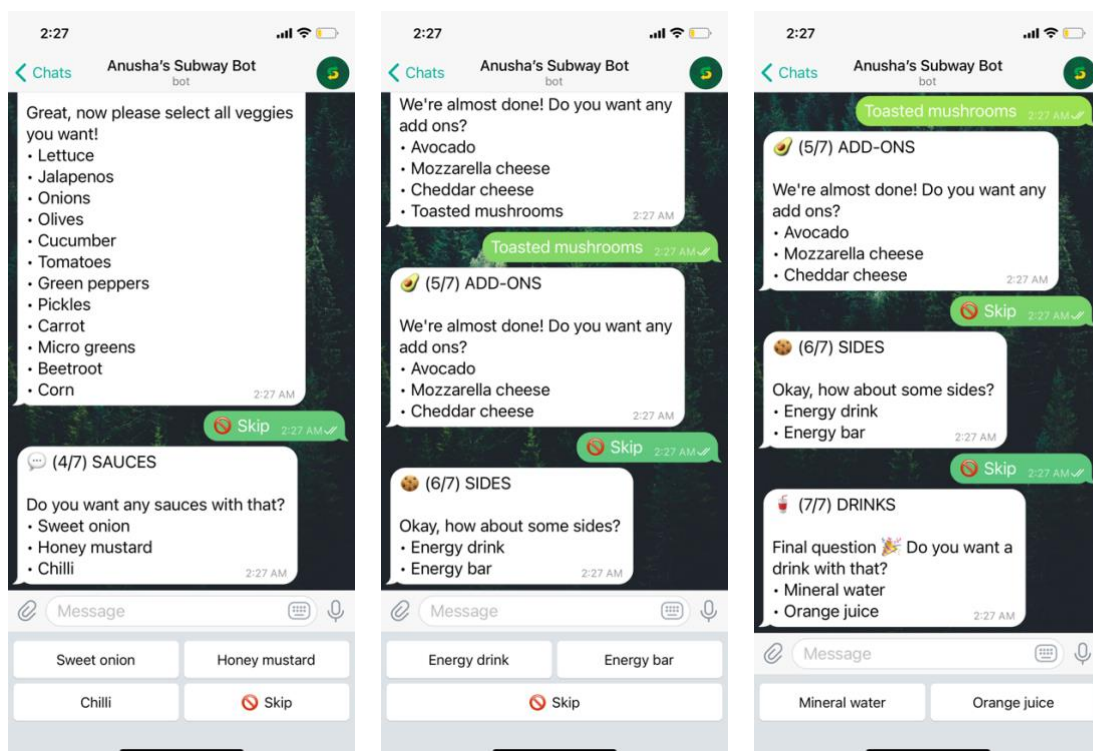 2:27
Chats
Anusha's Subway Bot
bot
Great, now please select all veggies
you want!
• Lettuce
• Jalapenos
• Onions
• Olives
• Cucumber
• Tomatoes
• Green peppers
• Pickles
• Carrot
• Micro greens
• Beetroot
• Corn
2:27 AM
🚫 Skip 2:27 AM
💬 (4/7) SAUCES
Do you want any sauces with that?
• Sweet onion
• Honey mustard
• Chilli
2:27 AM
Message
Sweet onion
Honey mustard
Chilli
🚫 Skip
2:27
Chats
Anusha's Subway Bot
bot
We're almost done! Do you want any
add ons?
• Avocado
• Mozzarella cheese
• Cheddar cheese
• Toasted mushrooms
2:27 AM
Toasted mushrooms 2:27 AM
🥑 (5/7) ADD-ONS
We're almost done! Do you want any
add ons?
• Avocado
• Mozzarella cheese
• Cheddar cheese
2:27 AM
🚫 Skip 2:27 AM
🍪 (6/7) SIDES
Okay, how about some sides?
• Energy drink
• Energy bar
2:27 AM
Message
Energy drink
Energy bar
🚫 Skip
2:27
Chats
Anusha's Subway Bot
bot
Toasted mushrooms 2:27 AM
🥑 (5/7) ADD-ONS
We're almost done! Do you want any
add ons?
• Avocado
• Mozzarella cheese
• Cheddar cheese
2:27 AM
🚫 Skip 2:27 AM
🍪 (6/7) SIDES
Okay, how about some sides?
• Energy drink
• Energy bar
2:27 AM
🚫 Skip 2:27 AM
🥤 (7/7) DRINKS
Final question 🎉 Do you want a
drink with that?
• Mineral water
• Orange juice
2:27 AM
Message
Mineral water
Orange juice